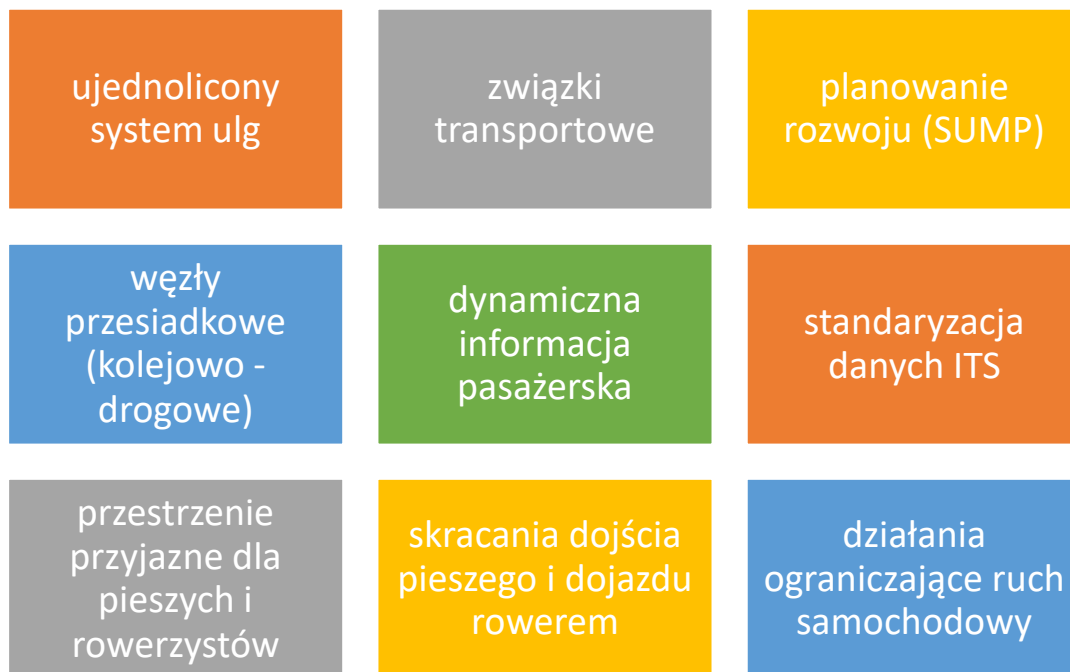 ujednolicony
system ulg
związki
transportowe
planowanie
rozwoju (SUMP)
węzły
przesiadkowe
(kolejowo -
drogowe)
dynamiczna
informacja
pasażerska
standaryzacja
danych ITS
przestrzenie
przyjazne dla
pieszych i
rowerzystów
skracania dojścia
pieszego i dojazdu
rowerem
działania
ograniczające ruch
samochodowy